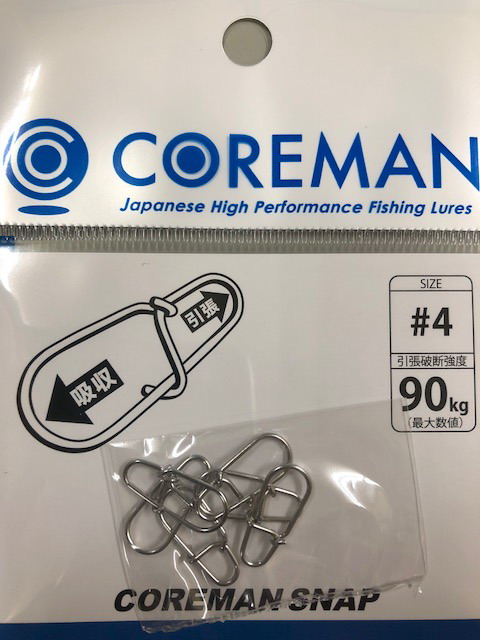 COREMAN
Japanese High Performance Fishing Lures
引張
吸収
SIZE
#4
引張破断強度
90kg
(最大数値)
COREMAN SNAP